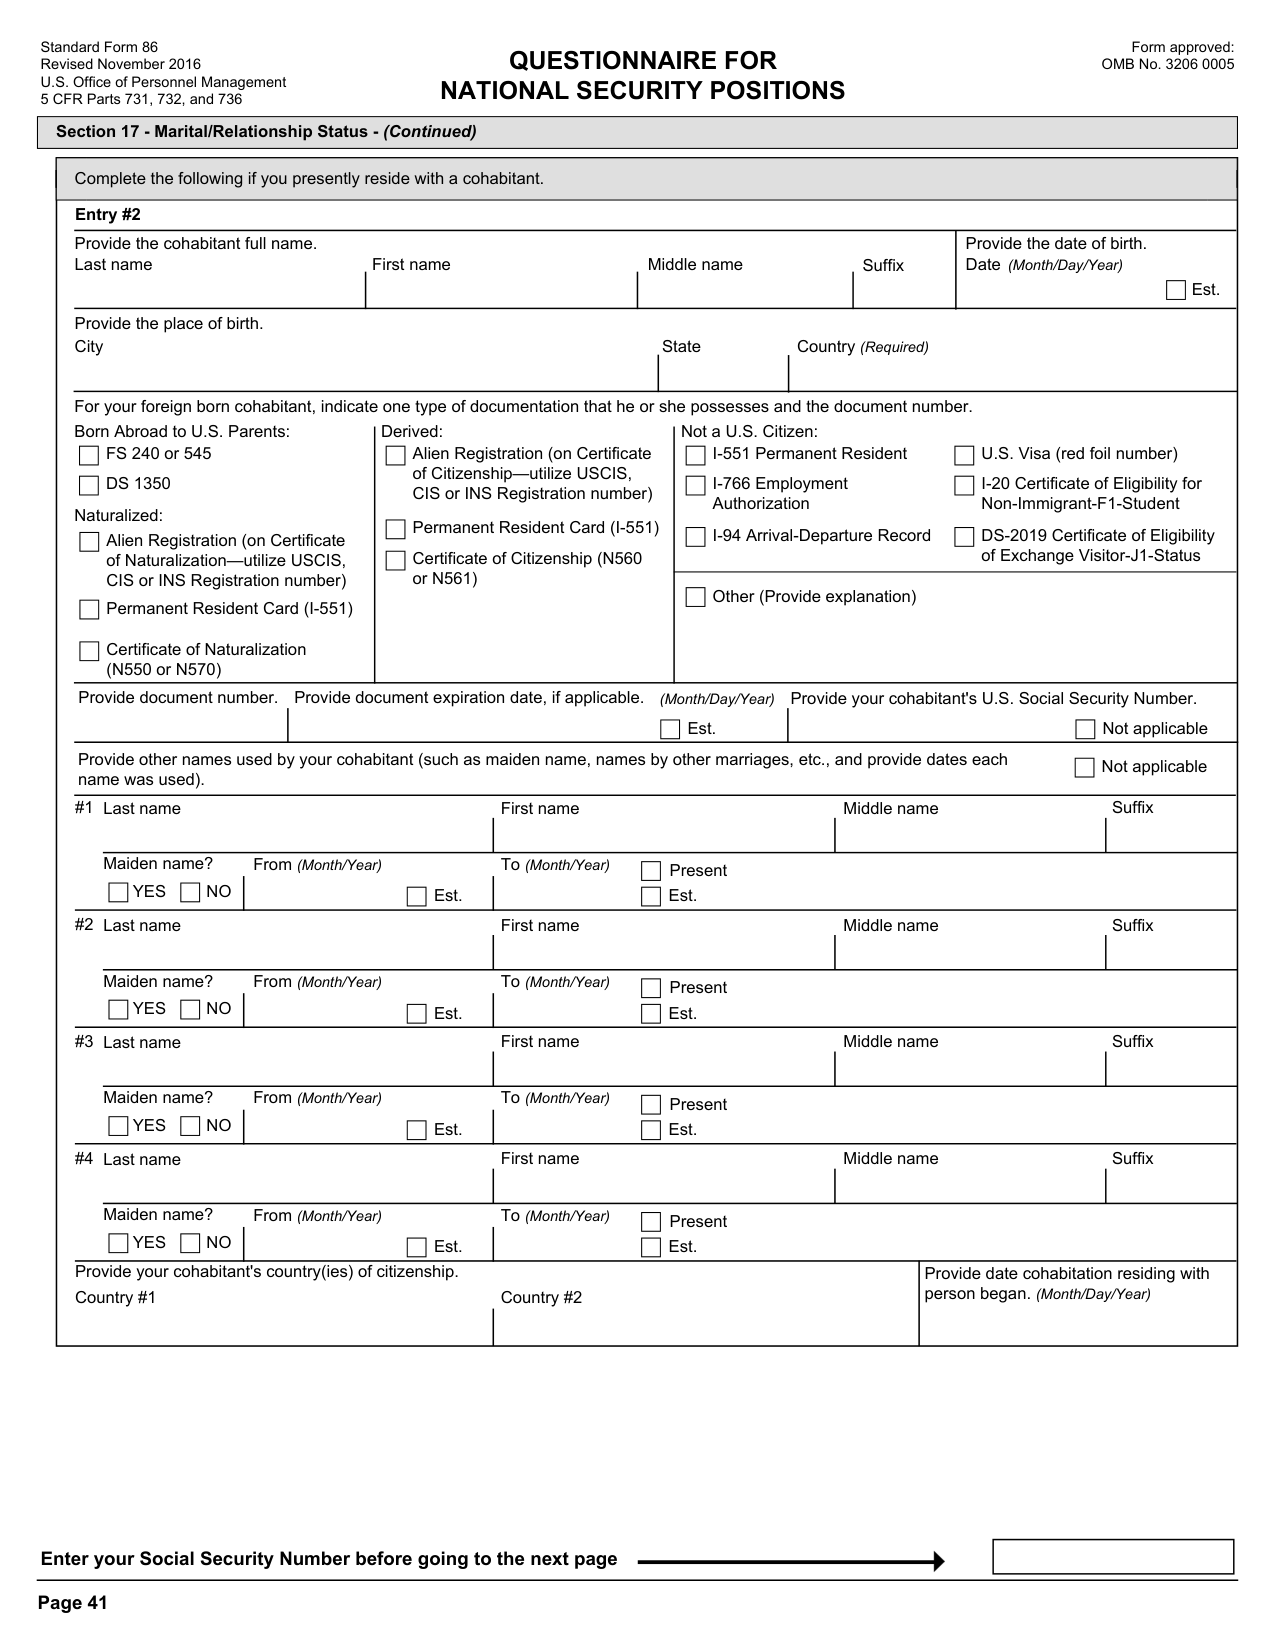 Standard Form 86
Revised November 2016
U.S. Office of Personnel Management
5 CFR Parts 731, 732, and 736
QUESTIONNAIRE FOR
NATIONAL SECURITY POSITIONS
Form approved:
OMB No. 3206 0005
Section 17 - Marital/Relationship Status - (Continued)
Complete the following if you presently reside with a cohabitant.
Entry #2
Provide the cohabitant full name.
Last name
First name
Middle name
Suffix
Provide the date of birth.
Date (Month/Day/Year)
Est.
Provide the place of birth.
City
State
Country (Required)
For your foreign born cohabitant, indicate one type of documentation that he or she possesses and the document number.
Born Abroad to U.S. Parents:
FS 240 or 545
DS 1350
Naturalized:
Alien Registration (on Certificate
of Naturalization—utilize USCIS,
CIS or INS Registration number)
Permanent Resident Card (I-551)
Certificate of Naturalization
(N550 or N570)
Derived:
Alien Registration (on Certificate
of Citizenship—utilize USCIS,
CIS or INS Registration number)
Permanent Resident Card (I-551)
Certificate of Citizenship (N560
or N561)
Not a U.S. Citizen:
I-551 Permanent Resident
I-766 Employment
Authorization
I-94 Arrival-Departure Record
U.S. Visa (red foil number)
I-20 Certificate of Eligibility for
Non-Immigrant-F1-Student
DS-2019 Certificate of Eligibility
of Exchange Visitor-J1-Status
Other (Provide explanation)
Provide document number.
Provide document expiration date, if applicable. (Month/Day/Year)
Est.
Provide your cohabitant's U.S. Social Security Number.
Not applicable
Provide other names used by your cohabitant (such as maiden name, names by other marriages, etc., and provide dates each
name was used).
Not applicable
#1 Last name
First name
Middle name
Suffix
Maiden name?
YES NO
From (Month/Year)
Est.
To (Month/Year)
Present
Est.
#2 Last name
First name
Middle name
Suffix
Maiden name?
YES NO
From (Month/Year)
Est.
To (Month/Year)
Present
Est.
#3 Last name
First name
Middle name
Suffix
Maiden name?
YES NO
From (Month/Year)
Est.
To (Month/Year)
Present
Est.
#4 Last name
First name
Middle name
Suffix
Maiden name?
YES NO
From (Month/Year)
Est.
To (Month/Year)
Present
Est.
Provide your cohabitant's country(ies) of citizenship.
Country #1
Country #2
Provide date cohabitation residing with
person began. (Month/Day/Year)
Enter your Social Security Number before going to the next page
Page 41